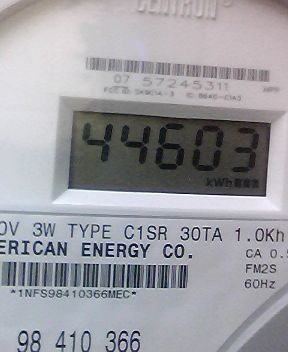 CENTRON®
07 57245311
44603
kWh
0V 3W TYPE C1SR 30TA 1.0Kh
ERICAN ENERGY CO.
CA 0.5
FM2S
60Hz
*1NFS98410366MEC*
98 410 366